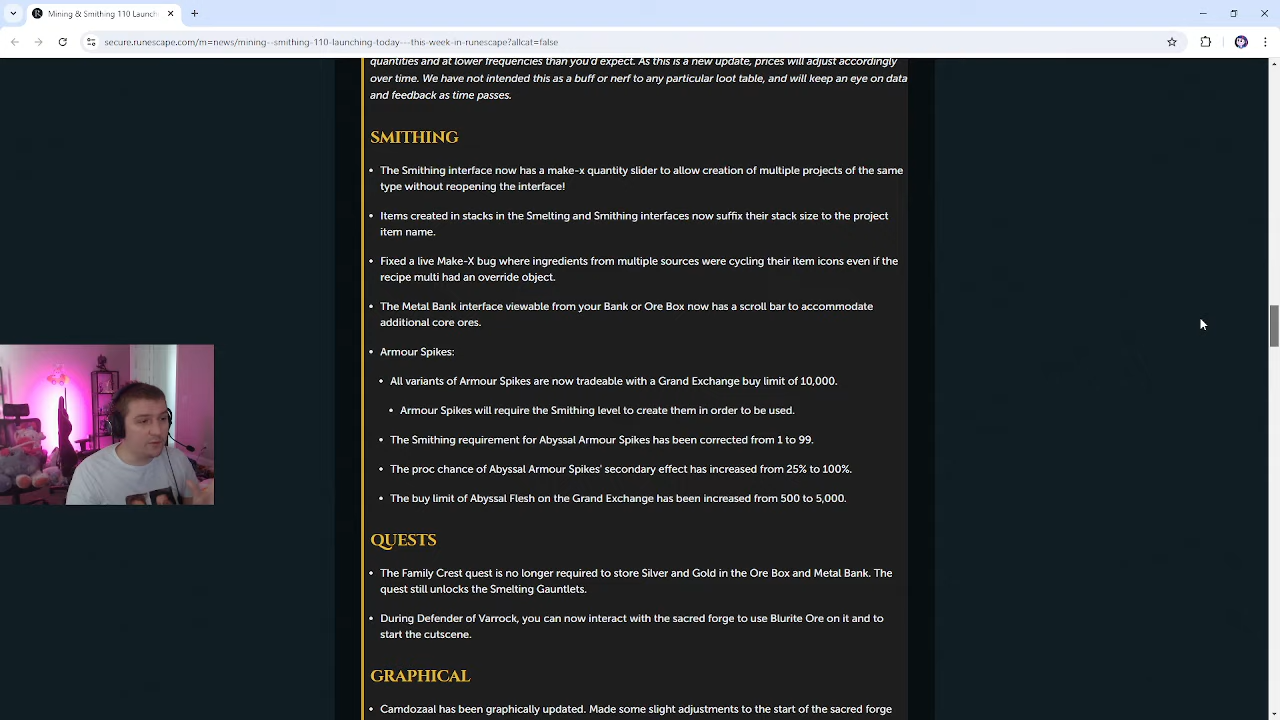 Mining & Smithing 110 Launch
secure.runescape.com/m=news/mining--smithing-110-launching-today---this-week-in-runescape?allcat=false
quantities and at lower frequencies than you'd expect. As this is a new update, prices will adjust accordingly
over time. We have not intended this as a buff or nerf to any particular loot table, and will keep an eye on data
and feedback as time passes.
SMITHING
• The Smithing interface now has a make-x quantity slider to allow creation of multiple projects of the same
type without reopening the interface!
• Items created in stacks in the Smelting and Smithing interfaces now suffix their stack size to the project
item name.
• Fixed a live Make-X bug where ingredients from multiple sources were cycling their item icons even if the
recipe multi had an override object.
• The Metal Bank interface viewable from your Bank or Ore Box now has a scroll bar to accommodate
additional core ores.
• Armour Spikes:
• All variants of Armour Spikes are now tradeable with a Grand Exchange buy limit of 10,000.
• Armour Spikes will require the Smithing level to create them in order to be used.
• The Smithing requirement for Abyssal Armour Spikes has been corrected from 1 to 99.
• The proc chance of Abyssal Armour Spikes' secondary effect has increased from 25% to 100%.
• The buy limit of Abyssal Flesh on the Grand Exchange has been increased from 500 to 5,000.
QUESTS
• The Family Crest quest is no longer required to store Silver and Gold in the Ore Box and Metal Bank. The
quest still unlocks the Smelting Gauntlets.
• During Defender of Varrock, you can now interact with the sacred forge to use Blurite Ore on it and to
start the cutscene.
GRAPHICAL
• Camdozaal has been graphically updated. Made some slight adjustments to the start of the sacred forge